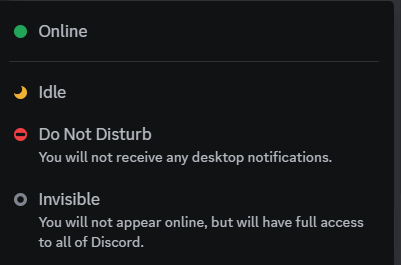 Online
Idle
Do Not Disturb
You will not receive any desktop notifications.
Invisible
You will not appear online, but will have full access
to all of Discord.